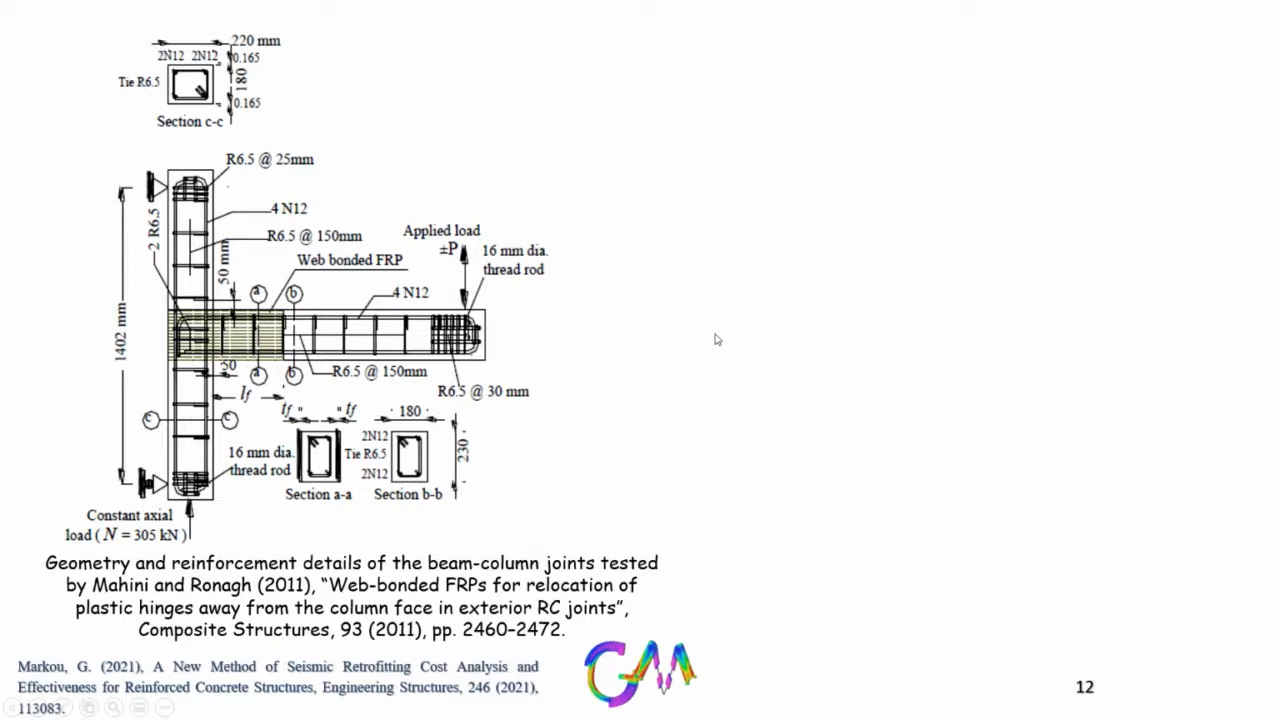 220 mm
2N12 2N12
0.165
Tie R6.5
180
0.165
Section c-c
R6.5 @ 25mm
4 N12
2 R6.5
R6.5 @ 150mm
50 mm
Applied load
±P
16 mm dia.
thread rod
Web bonded FRP
a
b
4 N12
1402 mm
50
a
b
R6.5 @ 150mm
R6.5 @ 30 mm
lf
tf
tf
180
c
c
2N12
Tie R6.5
2N12
230
16 mm dia.
thread rod
Section a-a
Section b-b
Constant axial
load ( N = 305 kN )
Geometry and reinforcement details of the beam-column joints tested
by Mahini and Ronagh (2011), “Web-bonded FRPs for relocation of
plastic hinges away from the column face in exterior RC joints”,
Composite Structures, 93 (2011), pp. 2460–2472.
Markou, G. (2021), A New Method of Seismic Retrofitting Cost Analysis and
Effectiveness for Reinforced Concrete Structures, Engineering Structures, 246 (2021),
113083.
GM
12